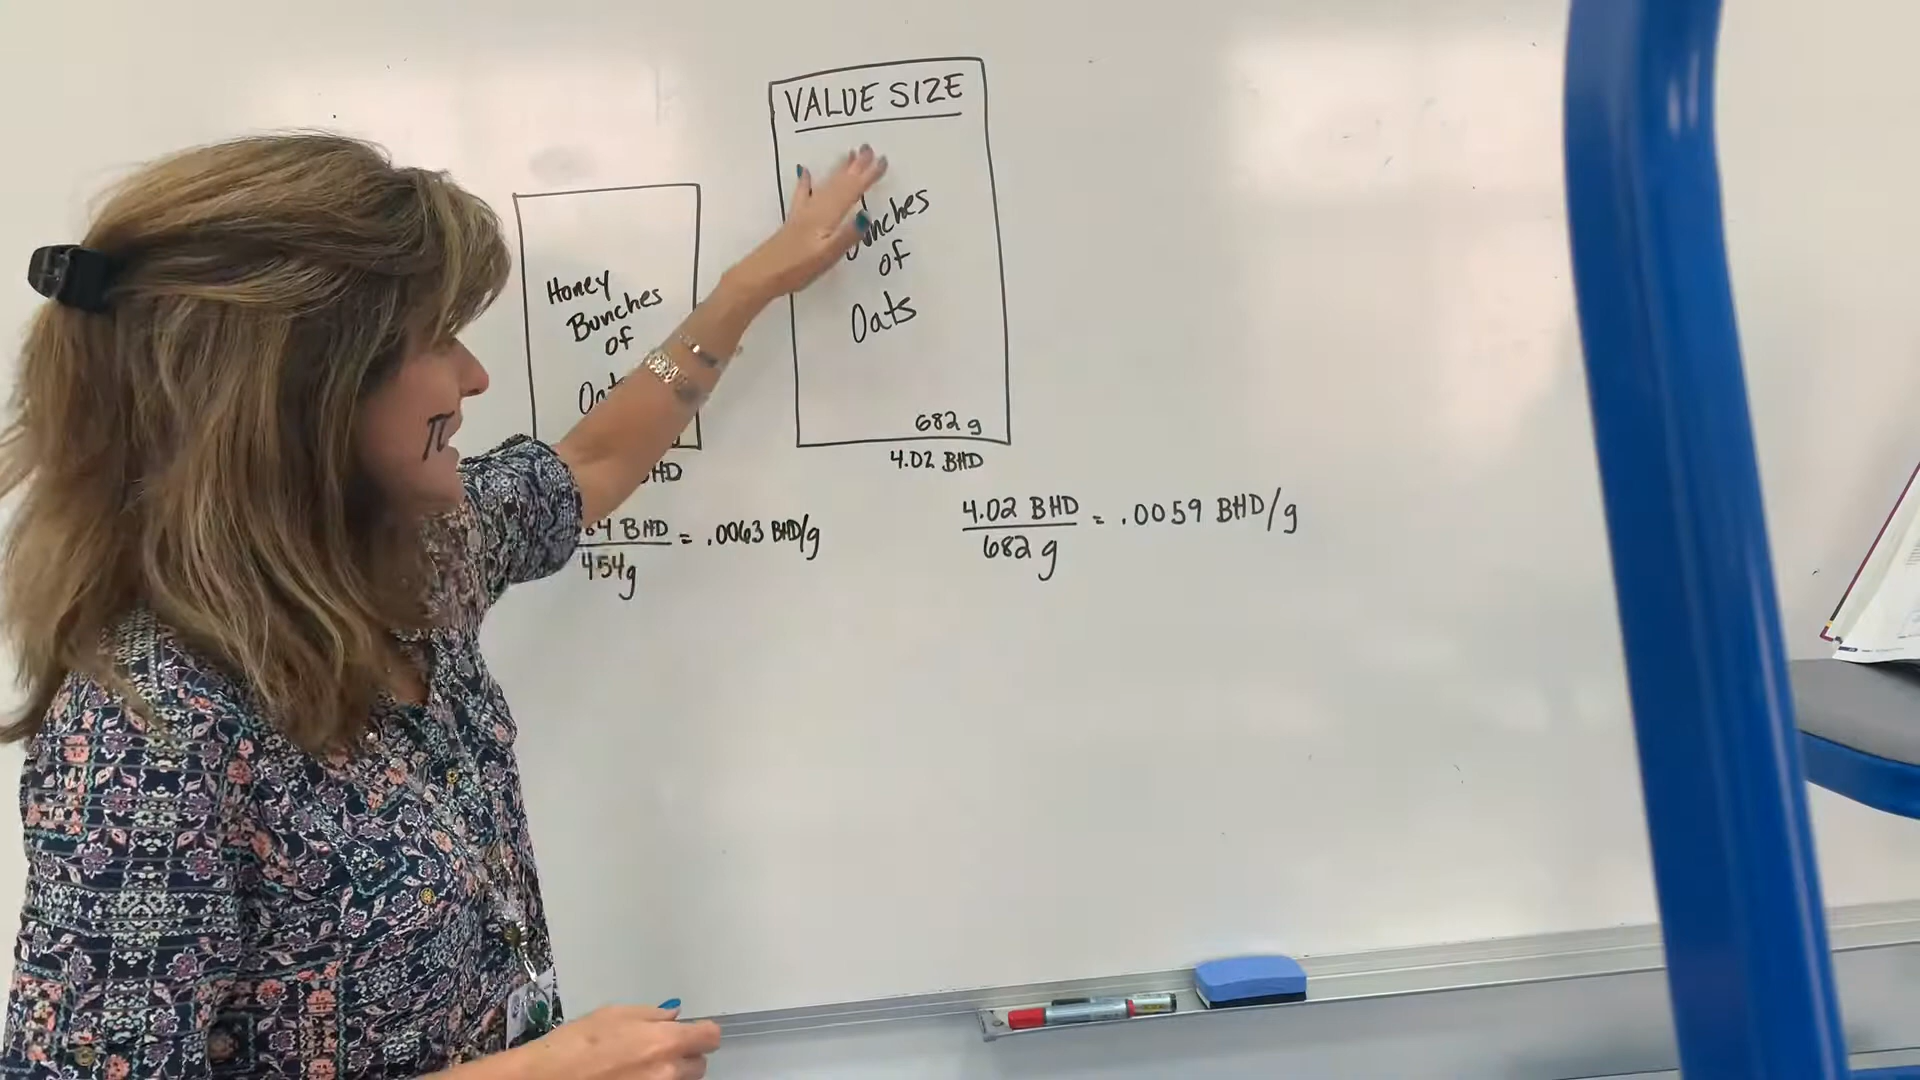 VALUE SIZE
Bunches
of
Oats
682 g
4.02 BHD
Honey
Bunches
of
.64 BHD
454g
= .0063 BHD/g
4.02 BHD
682 g
= .0059 BHD/g
π